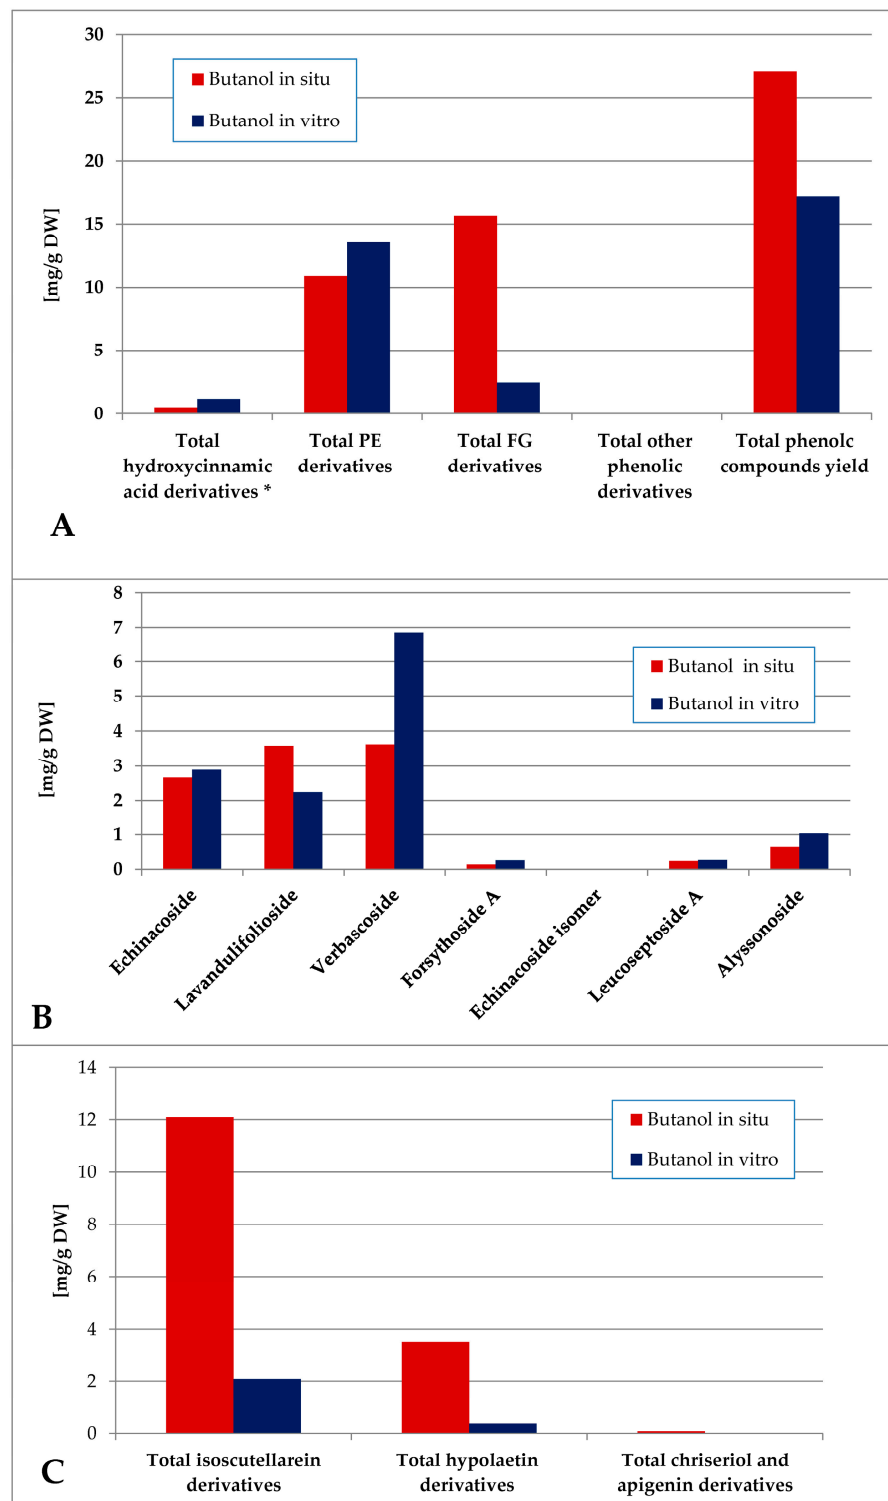 30
25
20
15
10
5
0
[mg/g DW]
Butanol in situ
Butanol in vitro
Total
hydroxycinnamic
acid derivatives *
Total PE
derivatives
Total FG
derivatives
Total other
phenolic
derivatives
Total phenolc
compounds yield
A
8
7
6
5
4
3
2
1
0
[mg/g DW]
Butanol in situ
Butanol in vitro
Echinacoside
Lavandulifolioside
Verbascoside
Forsythoside A
Echinacoside isomer
Leucoseptoside A
Alyssonoside
B
14
12
10
8
6
4
2
0
[mg/g DW]
Butanol in situ
Butanol in vitro
Total isoscutellarein
derivatives
Total hypolaetin
derivatives
Total chriseriol and
apigenin derivatives
C